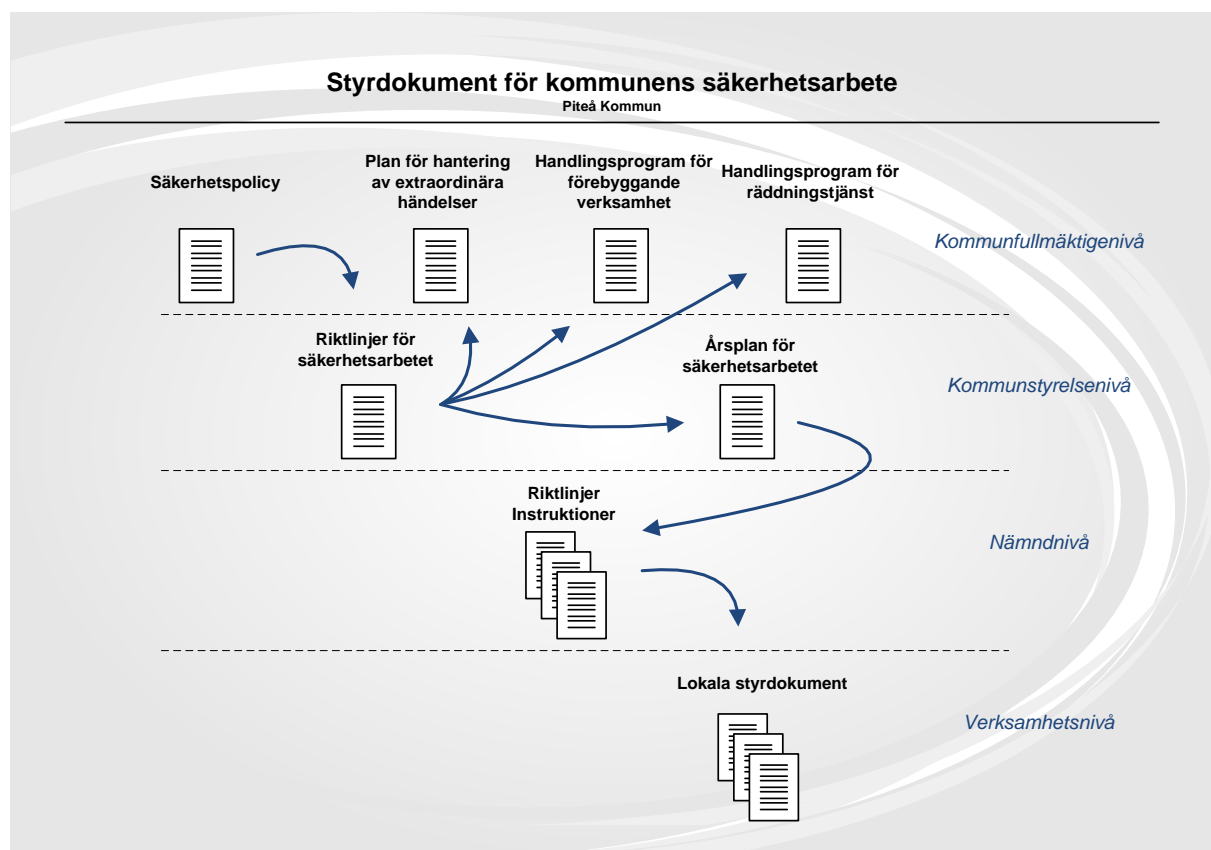 Styrdokument för kommunens säkerhetsarbete
Piteå Kommun
Säkerhetspolicy
Plan för hantering
av extraordinära
händelser
Handlingsprogram för
förebyggande
verksamhet
Handlingsprogram för
räddningstjänst
Kommunfullmäktigenivå
Riktlinjer för
säkerhetsarbetet
Årsplan för
säkerhetsarbetet
Kommunstyrelsenivå
Riktlinjer
Instruktioner
Nämndnivå
Lokala styrdokument
Verksamhetsnivå